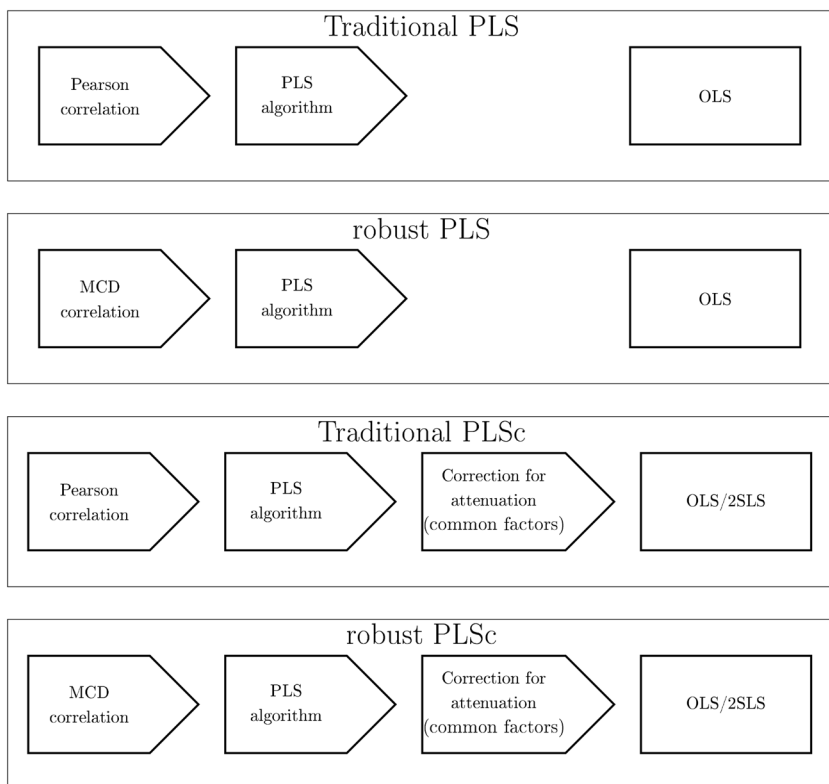 Traditional PLS
Pearson
correlation
PLS
algorithm
OLS
robust PLS
MCD
correlation
PLS
algorithm
OLS
Traditional PLSc
Pearson
correlation
PLS
algorithm
Correction for
attenuation
(common factors)
OLS/2SLS
robust PLSc
MCD
correlation
PLS
algorithm
Correction for
attenuation
(common factors)
OLS/2SLS